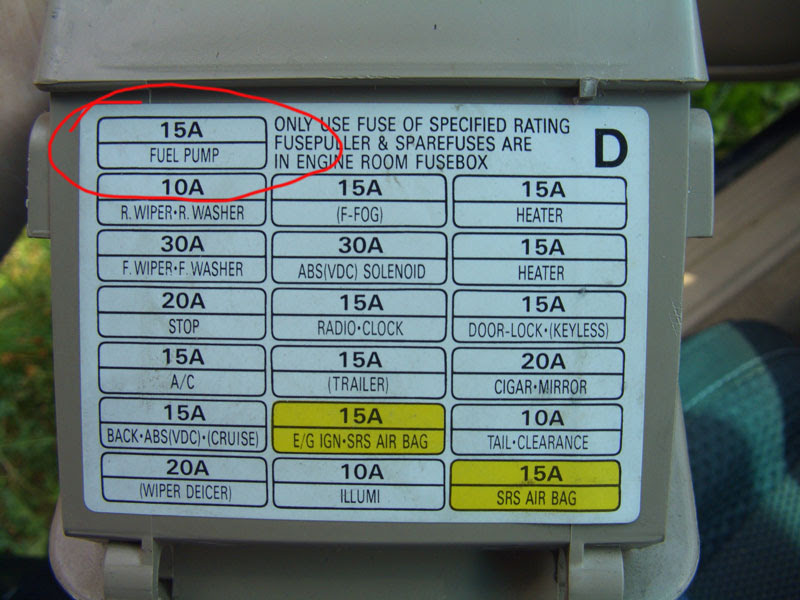 15A
FUEL PUMP
ONLY USE FUSE OF SPECIFIED RATING
FUSEPULLER & SPAREFUSES ARE
IN ENGINE ROOM FUSEBOX
D
10A
R. WIPER•R. WASHER
15A
(F-FOG)
15A
HEATER
30A
F. WIPER•F. WASHER
30A
ABS(VDC) SOLENOID
15A
HEATER
20A
STOP
15A
RADIO•CLOCK
15A
DOOR-LOCK•(KEYLESS)
15A
A/C
15A
(TRAILER)
20A
CIGAR•MIRROR
15A
BACK•ABS(VDC)•(CRUISE)
15A
E/G IGN•SRS AIR BAG
10A
TAIL•CLEARANCE
20A
(WIPER DEICER)
10A
ILLUMI
15A
SRS AIR BAG